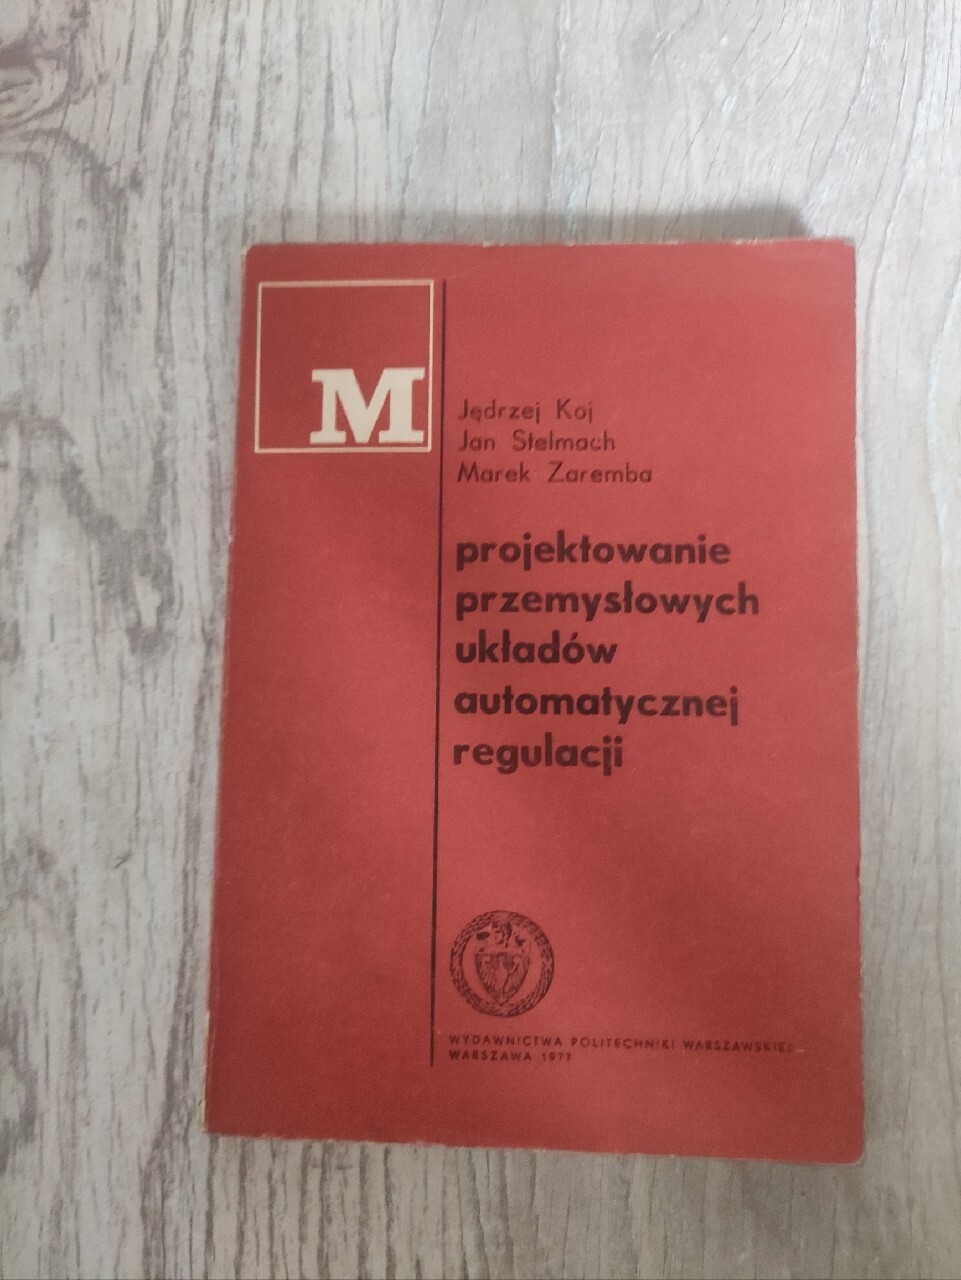 M
Jędrzej Koj
Jan Stelmach
Marek Zaremba
projektowanie
przemysłowych
układów
automatycznej
regulacji
WYDAWNICTWA POLITECHNIKI WARSZAWSKIEJ
WARSZAWA 1977